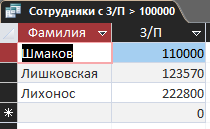 Сотрудники с З/П > 100000
Фамилия З/П
Шмаков 110000
Лишковская 123570
Лихонос 222800
* 0